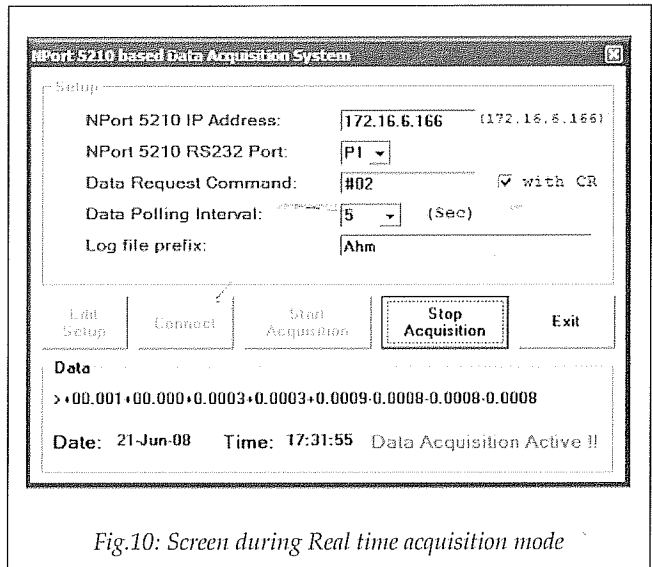 NPort 5210 based Data Acquisition System
Setup
NPort 5210 IP Address: 172.16.6.166 (172.16.6.166)
NPort 5210 RS232 Port: P1
Data Request Command: #02 with CR
Data Polling Interval: 5 (Sec)
Log file prefix: Ahm
Edit Setup Connect Start Acquisition Stop Acquisition Exit
Data
>+00.001+00.000+0.0003+0.0003+0.0009-0.0008-0.0008-0.0008
Date: 21-Jun-08 Time: 17:31:55 Data Acquisition Active !!
Fig.10: Screen during Real time acquisition mode